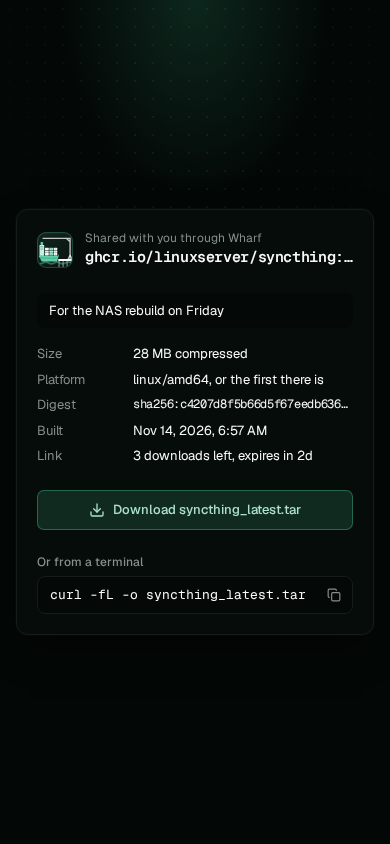 Shared with you through Wharf
ghcr.io/linuxserver/syncthing:…
For the NAS rebuild on Friday
Size 28 MB compressed
Platform linux/amd64, or the first there is
Digest sha256:c4207d8f5b66d5f67eedb636…
Built Nov 14, 2026, 6:57 AM
Link 3 downloads left, expires in 2d
Download syncthing_latest.tar
Or from a terminal
curl -fL -o syncthing_latest.tar